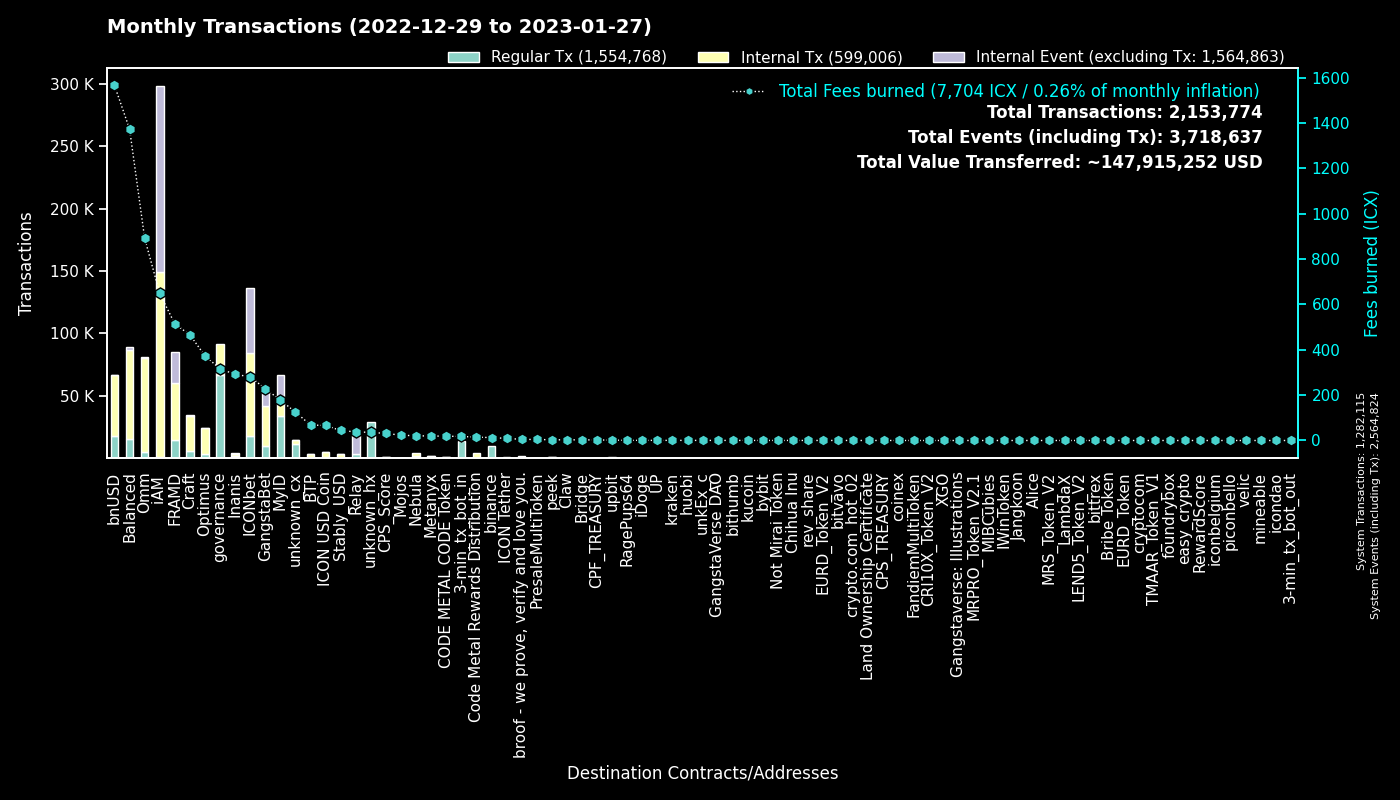 Monthly Transactions (2022-12-29 to 2023-01-27)
Regular Tx (1,554,768)
Internal Tx (599,006)
Internal Event (excluding Tx: 1,564,863)
Total Fees burned (7,704 ICX / 0.26% of monthly inflation)
Total Transactions: 2,153,774
Total Events (including Tx): 3,718,637
Total Value Transferred: ~147,915,252 USD
Transactions
300 K
250 K
200 K
150 K
100 K
50 K
1600
1400
1200
1000
800
600
400
200
0
Fees burned (ICX)
System Transactions: 1,282,115
System Events (including Tx): 2,564,824
bnUSD
Balanced
Omm
iAM
FRAMD
Craft
Optimus
governance
Inanis
ICONbet
GangstaBet
MyID
unknown_cx
BTP
ICON USD Coin
Stably_USD
Relay
unknown_hx
CPS_Score
Mojos
Nebula
Metanyx
CODE METAL CODE Token
3-min_tx_bot_in
Code Metal Rewards Distribution
binance
ICON_Tether
broof - we prove, verify and love you.
PresaleMultiToken
peek
Claw
Bridge
CPF_TREASURY
upbit
RagePups64
iDoge
UP
kraken
huobi
unkEx_c
GangstaVerse DAO
bithumb
kucoin
bybit
Not Mirai Token
Chihua Inu
rev_share
EURD_Token_V2
bitvavo
crypto.com_hot_02
Land Ownership Certificate
CPS_TREASURY
coinex
FandiemMultiToken
CRI10X_Token_V2
XGO
Gangstaverse: Illustrations
MRPRO_Token_V2.1
MIBCubies
IWinToken
Jangkoon
Alice
MRS_Token_V2
LambdaX
LEND5_Token_V2
bittrex
Bribe Token
EURD_Token
cryptocom
TMAAR_Token_V1
foundrybox
easy_crypto
RewardsScore
iconbelgium
piconbello
velic
mineable
icxdao
3-min_tx_bot_out
Destination Contracts/Addresses